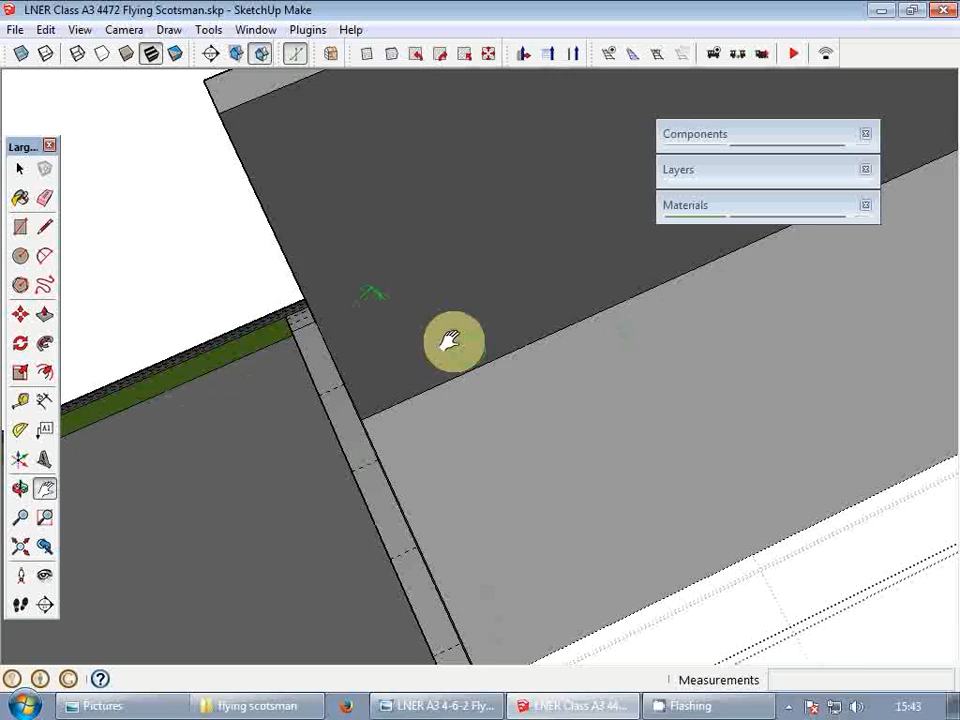 LNER Class A3 4472 Flying Scotsman.skp - SketchUp Make
File Edit View Camera Draw Tools Window Plugins Help
Larg...
Components
Layers
Materials
A1
Measurements
Pictures
flying scotsman
LNER A3 4-6-2 Fly...
LNER Class A3 44...
Flashing
15:43